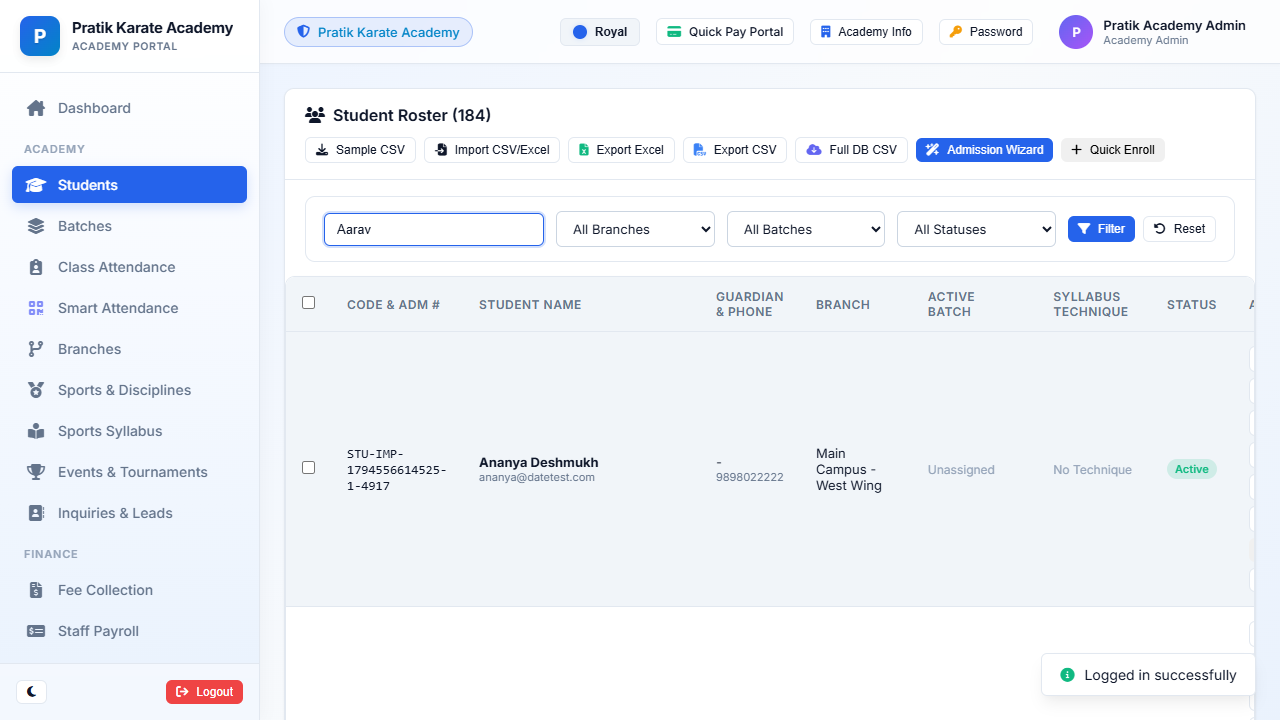 P
Pratik Karate Academy
ACADEMY PORTAL
Pratik Karate Academy
Royal
Quick Pay Portal
Academy Info
Password
P
Pratik Academy Admin
Academy Admin
Dashboard
ACADEMY
Students
Batches
Class Attendance
Smart Attendance
Branches
Sports & Disciplines
Sports Syllabus
Events & Tournaments
Inquiries & Leads
FINANCE
Fee Collection
Staff Payroll
Logout
Student Roster (184)
Sample CSV
Import CSV/Excel
Export Excel
Export CSV
Full DB CSV
Admission Wizard
Quick Enroll
Aarav
All Branches
All Batches
All Statuses
Filter
Reset
CODE & ADM #
STUDENT NAME
GUARDIAN
& PHONE
BRANCH
ACTIVE
BATCH
SYLLABUS
TECHNIQUE
STATUS
STU-IMP-
1794556614525-
1-4917
Ananya Deshmukh
ananya@datetest.com
-
9898022222
Main
Campus -
West Wing
Unassigned
No Technique
Active
Logged in successfully